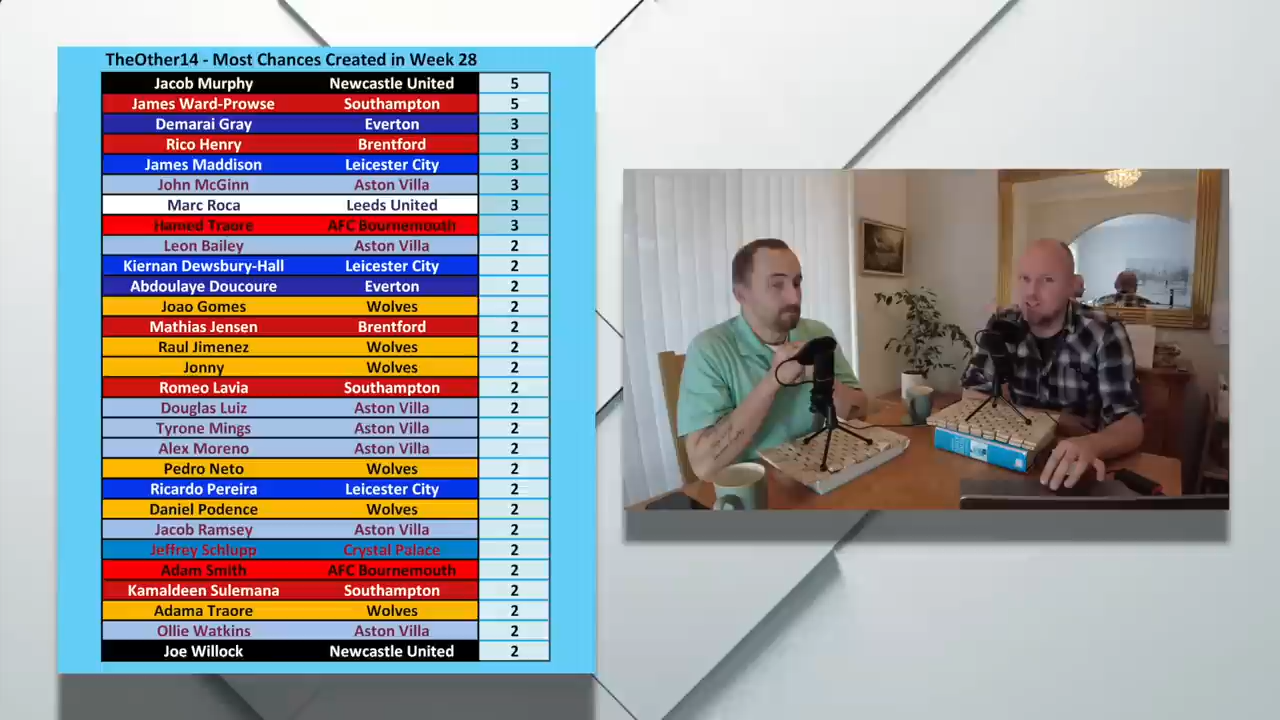 TheOther14 - Most Chances Created in Week 28
Jacob Murphy Newcastle United 5
James Ward-Prowse Southampton 5
Demarai Gray Everton 3
Rico Henry Brentford 3
James Maddison Leicester City 3
John McGinn Aston Villa 3
Marc Roca Leeds United 3
Hamed Traore AFC Bournemouth 3
Leon Bailey Aston Villa 2
Kiernan Dewsbury-Hall Leicester City 2
Abdoulaye Doucoure Everton 2
Joao Gomes Wolves 2
Mathias Jensen Brentford 2
Raul Jimenez Wolves 2
Jonny Wolves 2
Romeo Lavia Southampton 2
Douglas Luiz Aston Villa 2
Tyrone Mings Aston Villa 2
Alex Moreno Aston Villa 2
Pedro Neto Wolves 2
Ricardo Pereira Leicester City 2
Daniel Podence Wolves 2
Jacob Ramsey Aston Villa 2
Jeffrey Schlupp Crystal Palace 2
Adam Smith AFC Bournemouth 2
Kamaldeen Sulemana Southampton 2
Adama Traore Wolves 2
Ollie Watkins Aston Villa 2
Joe Willock Newcastle United 2